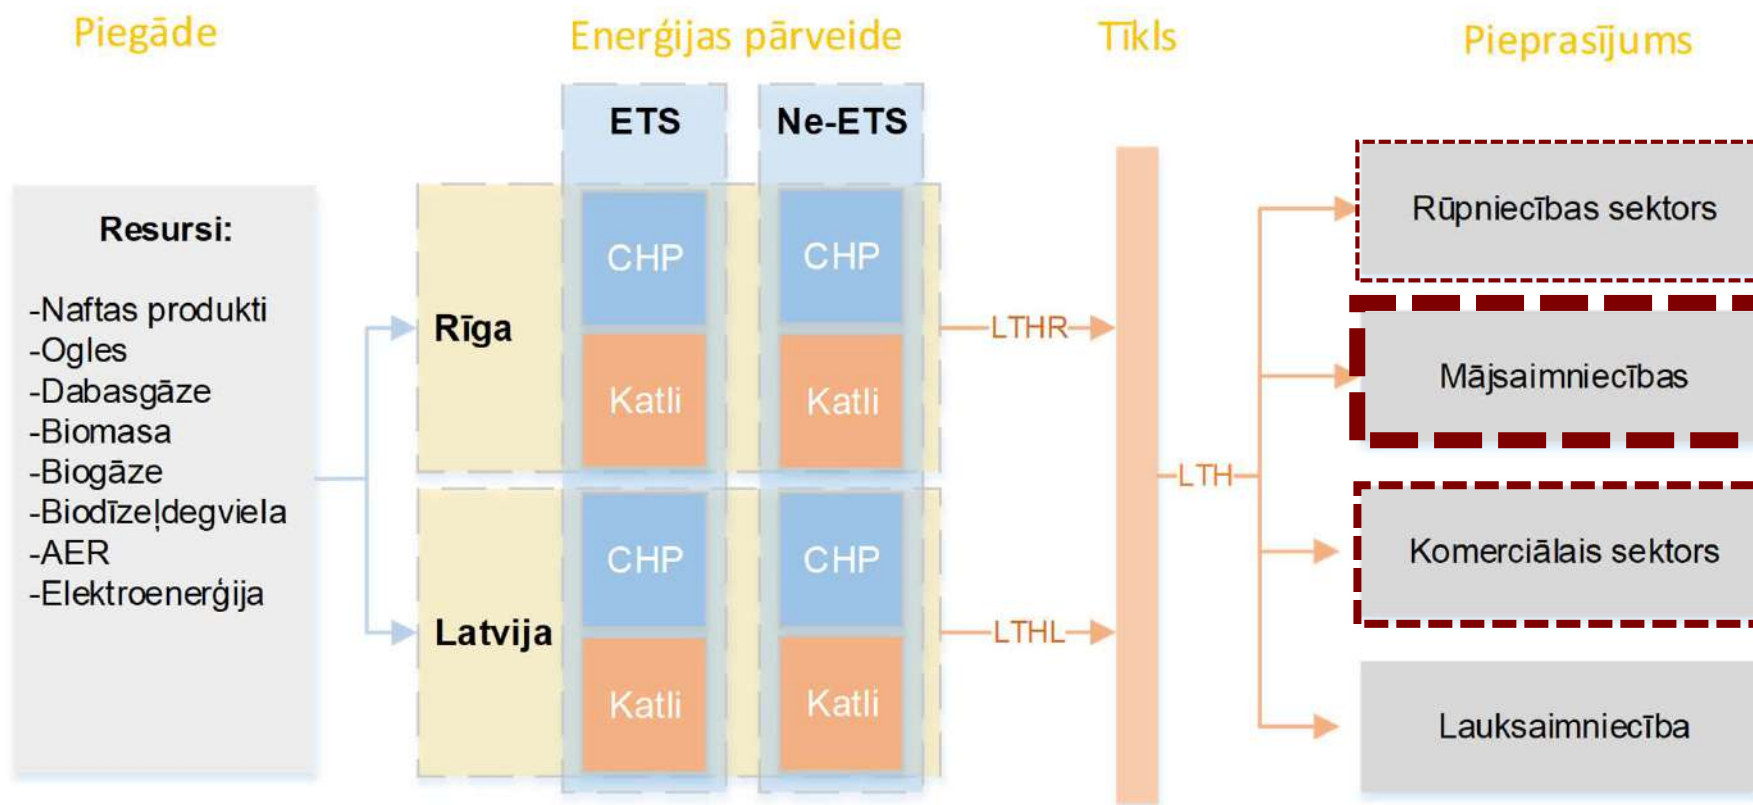 Piegāde
Enerģijas pārveide
Tīkls
Pieprasījums
ETS
Ne-ETS
Resursi:
-Naftas produkti
-Ogles
-Dabasgāze
-Biomasa
-Biogāze
-Biodīzeļdegviela
-AER
-Elektroenerģija
Rīga
CHP
CHP
Katli
Katli
LTHR
Latvija
CHP
CHP
Katli
Katli
LTHL
LTH
Rūpniecības sektors
Mājsaimniecības
Komerciālais sektors
Lauksaimniecība